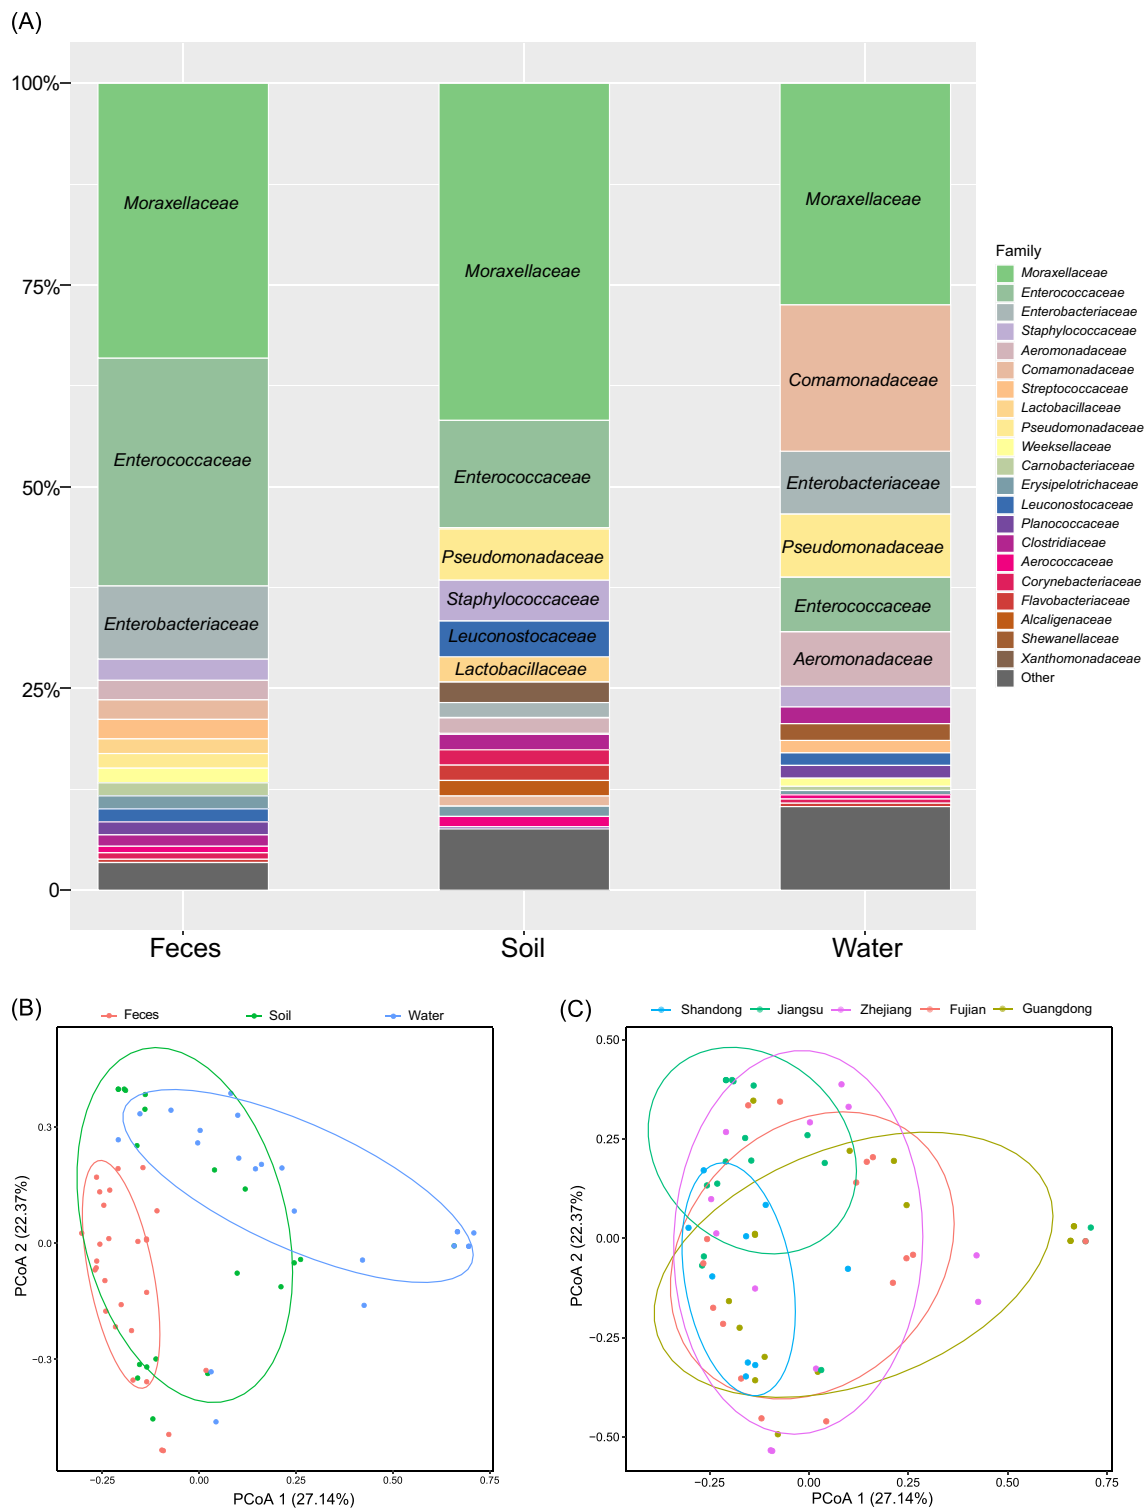 (A)
100%
75%
50%
25%
0
Moraxellaceae
Enterococcaceae
Enterobacteriaceae
Moraxellaceae
Enterococcaceae
Pseudomonadaceae
Staphylococcaceae
Leuconostocaceae
Lactobacillaceae
Moraxellaceae
Comamonadaceae
Enterobacteriaceae
Pseudomonadaceae
Enterococcaceae
Aeromonadaceae
Feces Soil Water
Family
Moraxellaceae
Enterococcaceae
Enterobacteriaceae
Staphylococcaceae
Aeromonadaceae
Comamonadaceae
Streptococcaceae
Lactobacillaceae
Pseudomonadaceae
Weeksellaceae
Carnobacteriaceae
Erysipelotrichaceae
Leuconostocaceae
Planococcaceae
Clostridiaceae
Aerococcaceae
Corynebacteriaceae
Flavobacteriaceae
Alcaligenaceae
Shewanellaceae
Xanthomonadaceae
Other
(B)
Feces Soil Water
0.3
0.0
−0.3
PCoA 2 (22.37%)
−0.25 0.00 0.25 0.50 0.75
PCoA 1 (27.14%)
(C)
Shandong Jiangsu Zhejiang Fujian Guangdong
0.50
0.25
0.00
−0.25
−0.50
PCoA 2 (22.37%)
−0.25 0.00 0.25 0.50 0.75
PCoA 1 (27.14%)